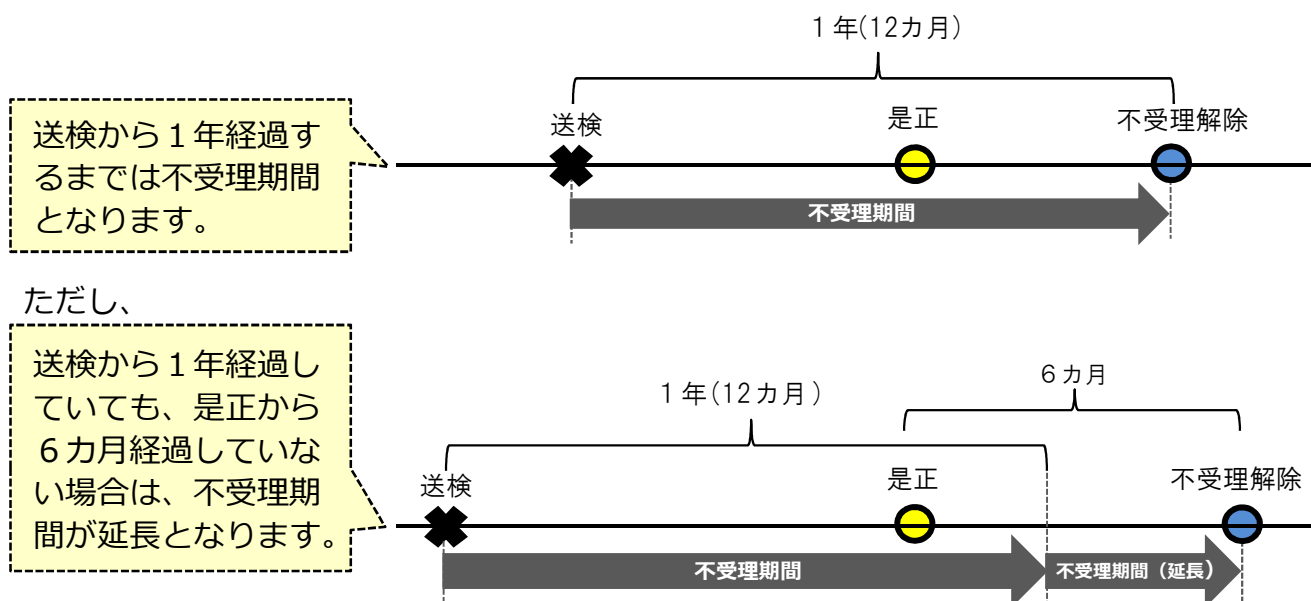 １年(12カ月)
送検から１年経過す
るまでは不受理期間
となります。
送検
是正
不受理解除
不受理期間
ただし、
送検から１年経過し
ていても、是正から
６カ月経過していな
い場合は、不受理期
間が延長となります。
１年(12カ月)
６カ月
送検
是正
不受理解除
不受理期間
不受理期間（延長）